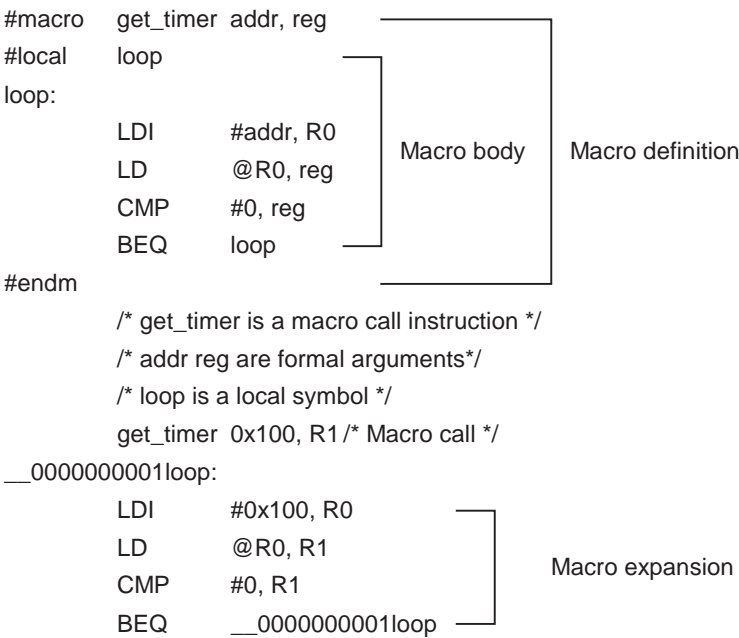 #macro get_timer addr, reg
#local loop
loop:
LDI #addr, R0
LD @R0, reg
Macro body
Macro definition
CMP #0, reg
BEQ loop
#endm
/* get_timer is a macro call instruction */
/* addr reg are formal arguments*/
/* loop is a local symbol */
get_timer 0x100, R1 /* Macro call */
__0000000001loop:
LDI #0x100, R0
LD @R0, R1
Macro expansion
CMP #0, R1
BEQ __0000000001loop